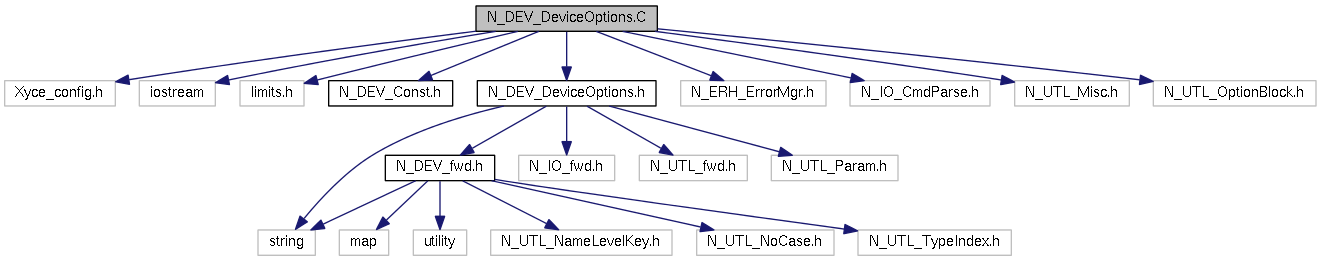 N_DEV_DeviceOptions.C
Xyce_config.h
iostream
limits.h
N_DEV_Const.h
N_DEV_DeviceOptions.h
N_ERH_ErrorMgr.h
N_IO_CmdParse.h
N_UTL_Misc.h
N_UTL_OptionBlock.h
N_DEV_fwd.h
N_IO_fwd.h
N_UTL_fwd.h
N_UTL_Param.h
string
map
utility
N_UTL_NameLevelKey.h
N_UTL_NoCase.h
N_UTL_TypeIndex.h